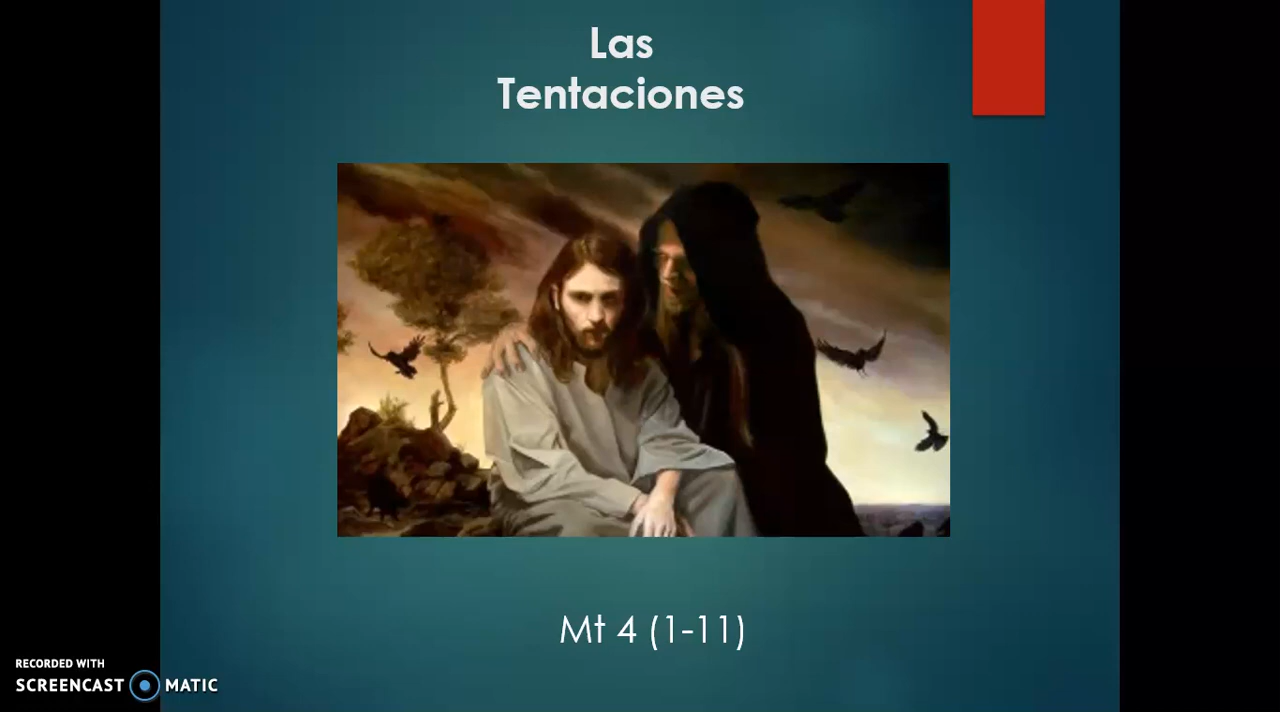 Las
Tentaciones
Mt 4 (1-11)
RECORDED WITH
SCREENCAST MATIC